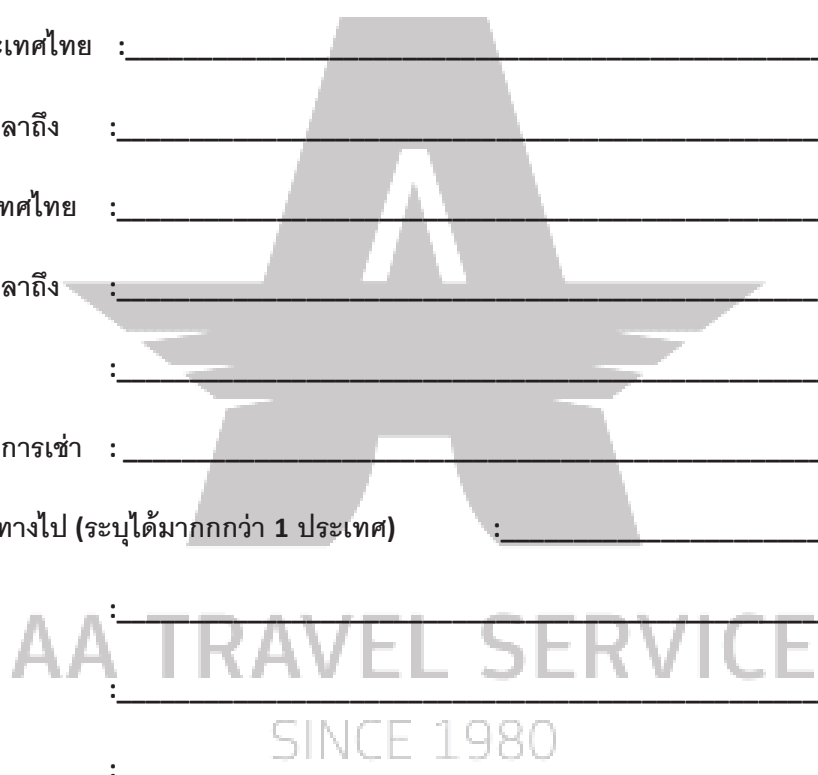 ะเทศไทย :
ลาถึง :
ทศไทย :
ลาถึง :
:
การเช่า :
ทางไป (ระบุได้มากกกว่า 1 ประเทศ) :
:
AA TRAVEL SERVICE
:
SINCE 1980
: